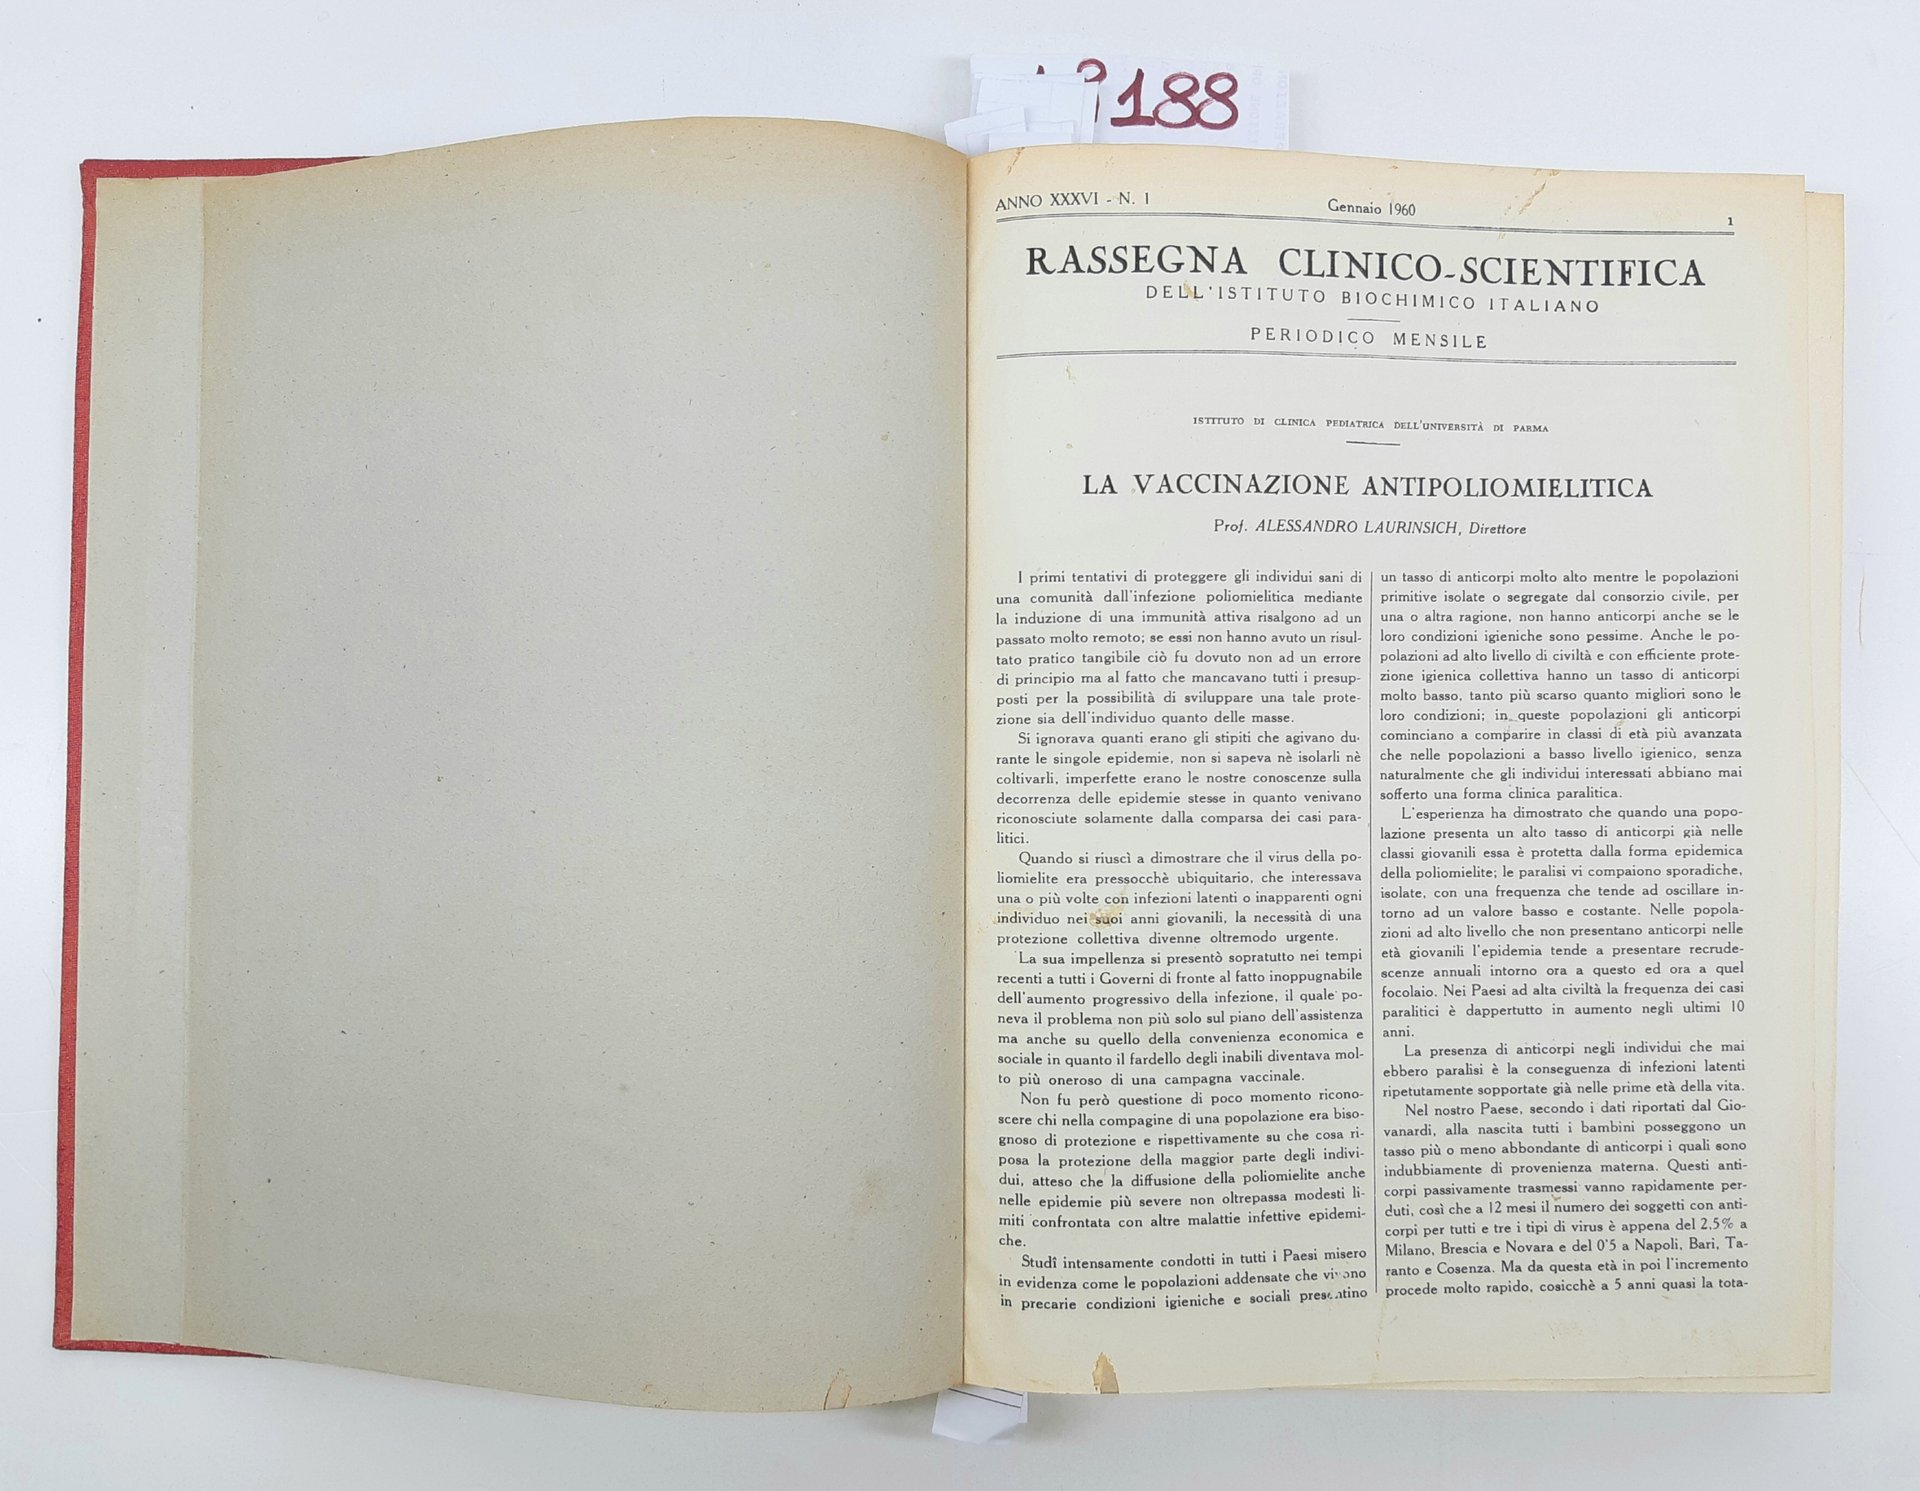 188
ANNO XXXVI - N. 1
Gennaio 1960
1
RASSEGNA CLINICO-SCIENTIFICA
DELL'ISTITUTO BIOCHIMICO ITALIANO
PERIODICO MENSILE
ISTITUTO DI CLINICA PEDIATRICA DELL'UNIVERSITÀ DI PARMA
LA VACCINAZIONE ANTIPOLIOMIELITICA
Prof. ALESSANDRO LAURINSICH, Direttore
I primi tentativi di proteggere gli individui sani di
una comunità dall'infezione poliomielitica mediante
la induzione di una immunità attiva risalgono ad un
passato molto remoto; se essi non hanno avuto un risul-
tato pratico tangibile ciò fu dovuto non ad un errore
di principio ma al fatto che mancavano tutti i presup-
posti per la possibilità di sviluppare una tale prote-
zione sia dell'individuo quanto delle masse.
Si ignorava quanti erano gli stipiti che agivano du-
rante le singole epidemie, non si sapeva nè isolarli nè
coltivarli, imperfette erano le nostre conoscenze sulla
decorrenza delle epidemie stesse in quanto venivano
riconosciute solamente dalla comparsa dei casi para-
litici.
Quando si riuscì a dimostrare che il virus della po-
liomielite era pressocchè ubiquitario, che interessava
una o più volte con infezioni latenti o inapparenti ogni
individuo nei suoi anni giovanili, la necessità di una
protezione collettiva divenne oltremodo urgente.
La sua impellenza si presentò sopratutto nei tempi
recenti a tutti i Governi di fronte al fatto inoppugnabile
dell'aumento progressivo della infezione, il quale po-
neva il problema non più solo sul piano dell'assistenza
ma anche su quello della convenienza economica e
sociale in quanto il fardello degli inabili diventava mol-
to più oneroso di una campagna vaccinale.
Non fu però questione di poco momento ricono-
scere chi nella compagine di una popolazione era biso-
gnoso di protezione e rispettivamente su che cosa ri-
posa la protezione della maggior parte degli indivi-
dui, atteso che la diffusione della poliomielite anche
nelle epidemie più severe non oltrepassa modesti li-
miti confrontata con altre malattie infettive epidemi-
che.
Studî intensamente condotti in tutti i Paesi misero
in evidenza come le popolazioni addensate che vivono
in precarie condizioni igieniche e sociali presentino
un tasso di anticorpi molto alto mentre le popolazioni
primitive isolate o segregate dal consorzio civile, per
una o altra ragione, non hanno anticorpi anche se le
loro condizioni igieniche sono pessime. Anche le po-
polazioni ad alto livello di civiltà e con efficiente prote-
zione igienica collettiva hanno un tasso di anticorpi
molto basso, tanto più scarso quanto migliori sono le
loro condizioni; in queste popolazioni gli anticorpi
cominciano a comparire in classi di età più avanzata
che nelle popolazioni a basso livello igienico, senza
naturalmente che gli individui interessati abbiano mai
sofferto una forma clinica paralitica.
L'esperienza ha dimostrato che quando una popo-
lazione presenta un alto tasso di anticorpi già nelle
classi giovanili essa è protetta dalla forma epidemica
della poliomielite; le paralisi vi compaiono sporadiche,
isolate, con una frequenza che tende ad oscillare in-
torno ad un valore basso e costante. Nelle popola-
zioni ad alto livello che non presentano anticorpi nelle
età giovanili l'epidemia tende a presentare recrude-
scenze annuali intorno ora a questo ed ora a quel
focolaio. Nei Paesi ad alta civiltà la frequenza dei casi
paralitici è dappertutto in aumento negli ultimi 10
anni.
La presenza di anticorpi negli individui che mai
ebbero paralisi è la conseguenza di infezioni latenti
ripetutamente sopportate già nelle prime età della vita.
Nel nostro Paese, secondo i dati riportati dal Gio-
vanardi, alla nascita tutti i bambini posseggono un
tasso più o meno abbondante di anticorpi i quali sono
indubbiamente di provenienza materna. Questi anti-
corpi passivamente trasmessi vanno rapidamente per-
duti, così che a 12 mesi il numero dei soggetti con anti-
corpi per tutti e tre i tipi di virus è appena del 2,5% a
Milano, Brescia e Novara e del 0'5 a Napoli, Bari, Ta-
ranto e Cosenza. Ma da questa età in poi l'incremento
procede molto rapido, cosicchè a 5 anni quasi la tota-